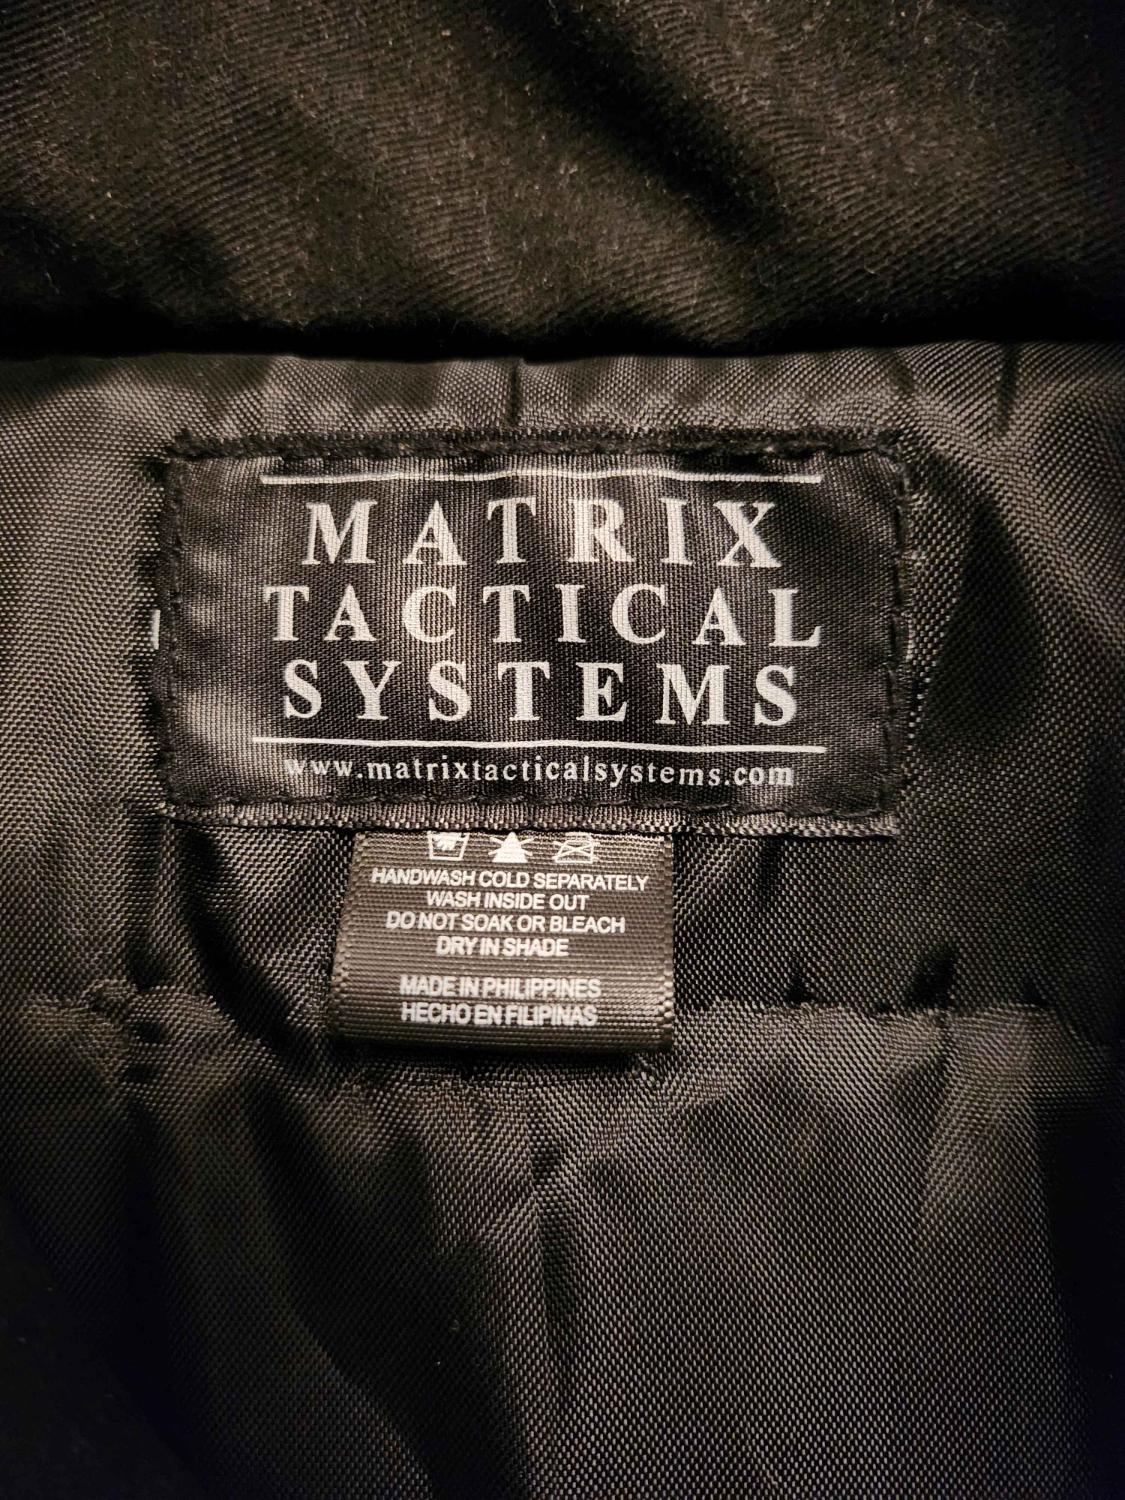 MATRIX
TACTICAL
SYSTEMS
www.matrixtacticalsystems.com
HANDWASH COLD SEPARATELY
WASH INSIDE OUT
DO NOT SOAK OR BLEACH
DRY IN SHADE
MADE IN PHILIPPINES
HECHO EN FILIPINAS